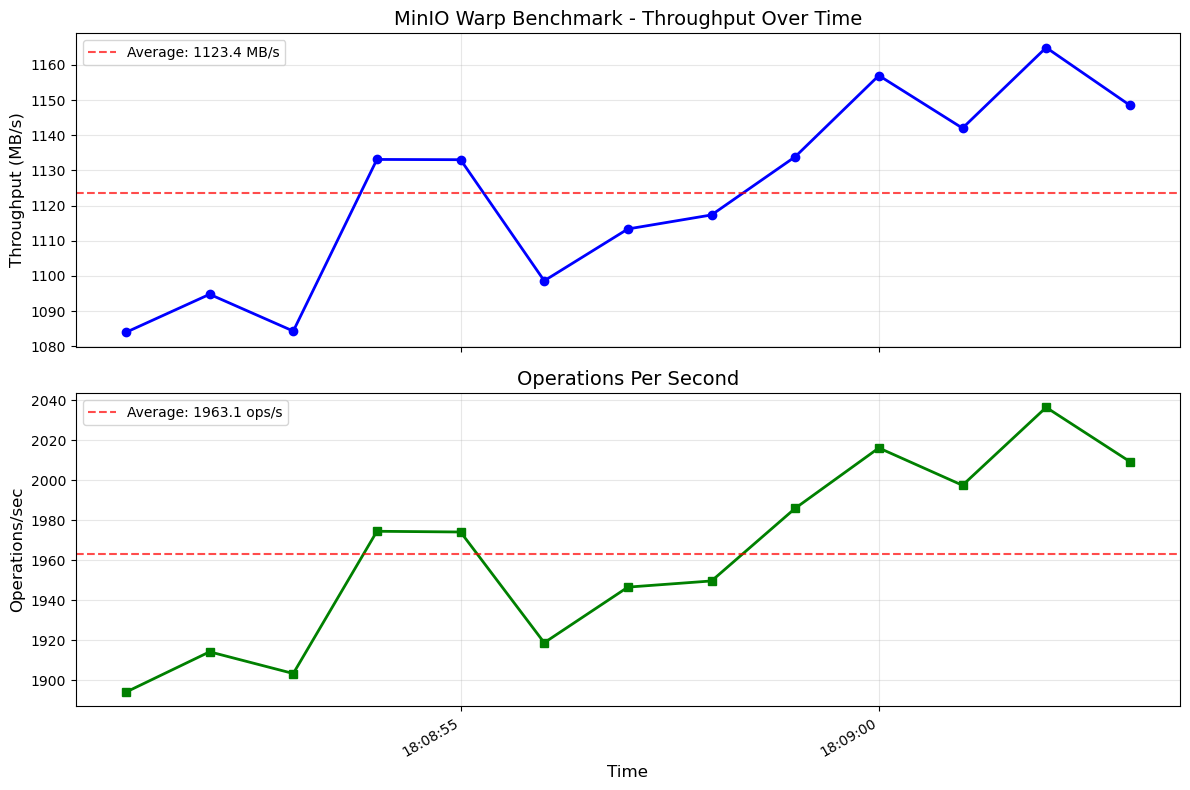 MinIO Warp Benchmark - Throughput Over Time
Average: 1123.4 MB/s
Throughput (MB/s)
1160
1150
1140
1130
1120
1110
1100
1090
1080
Operations Per Second
Average: 1963.1 ops/s
Operations/sec
2040
2020
2000
1980
1960
1940
1920
1900
18:08:55
18:09:00
Time